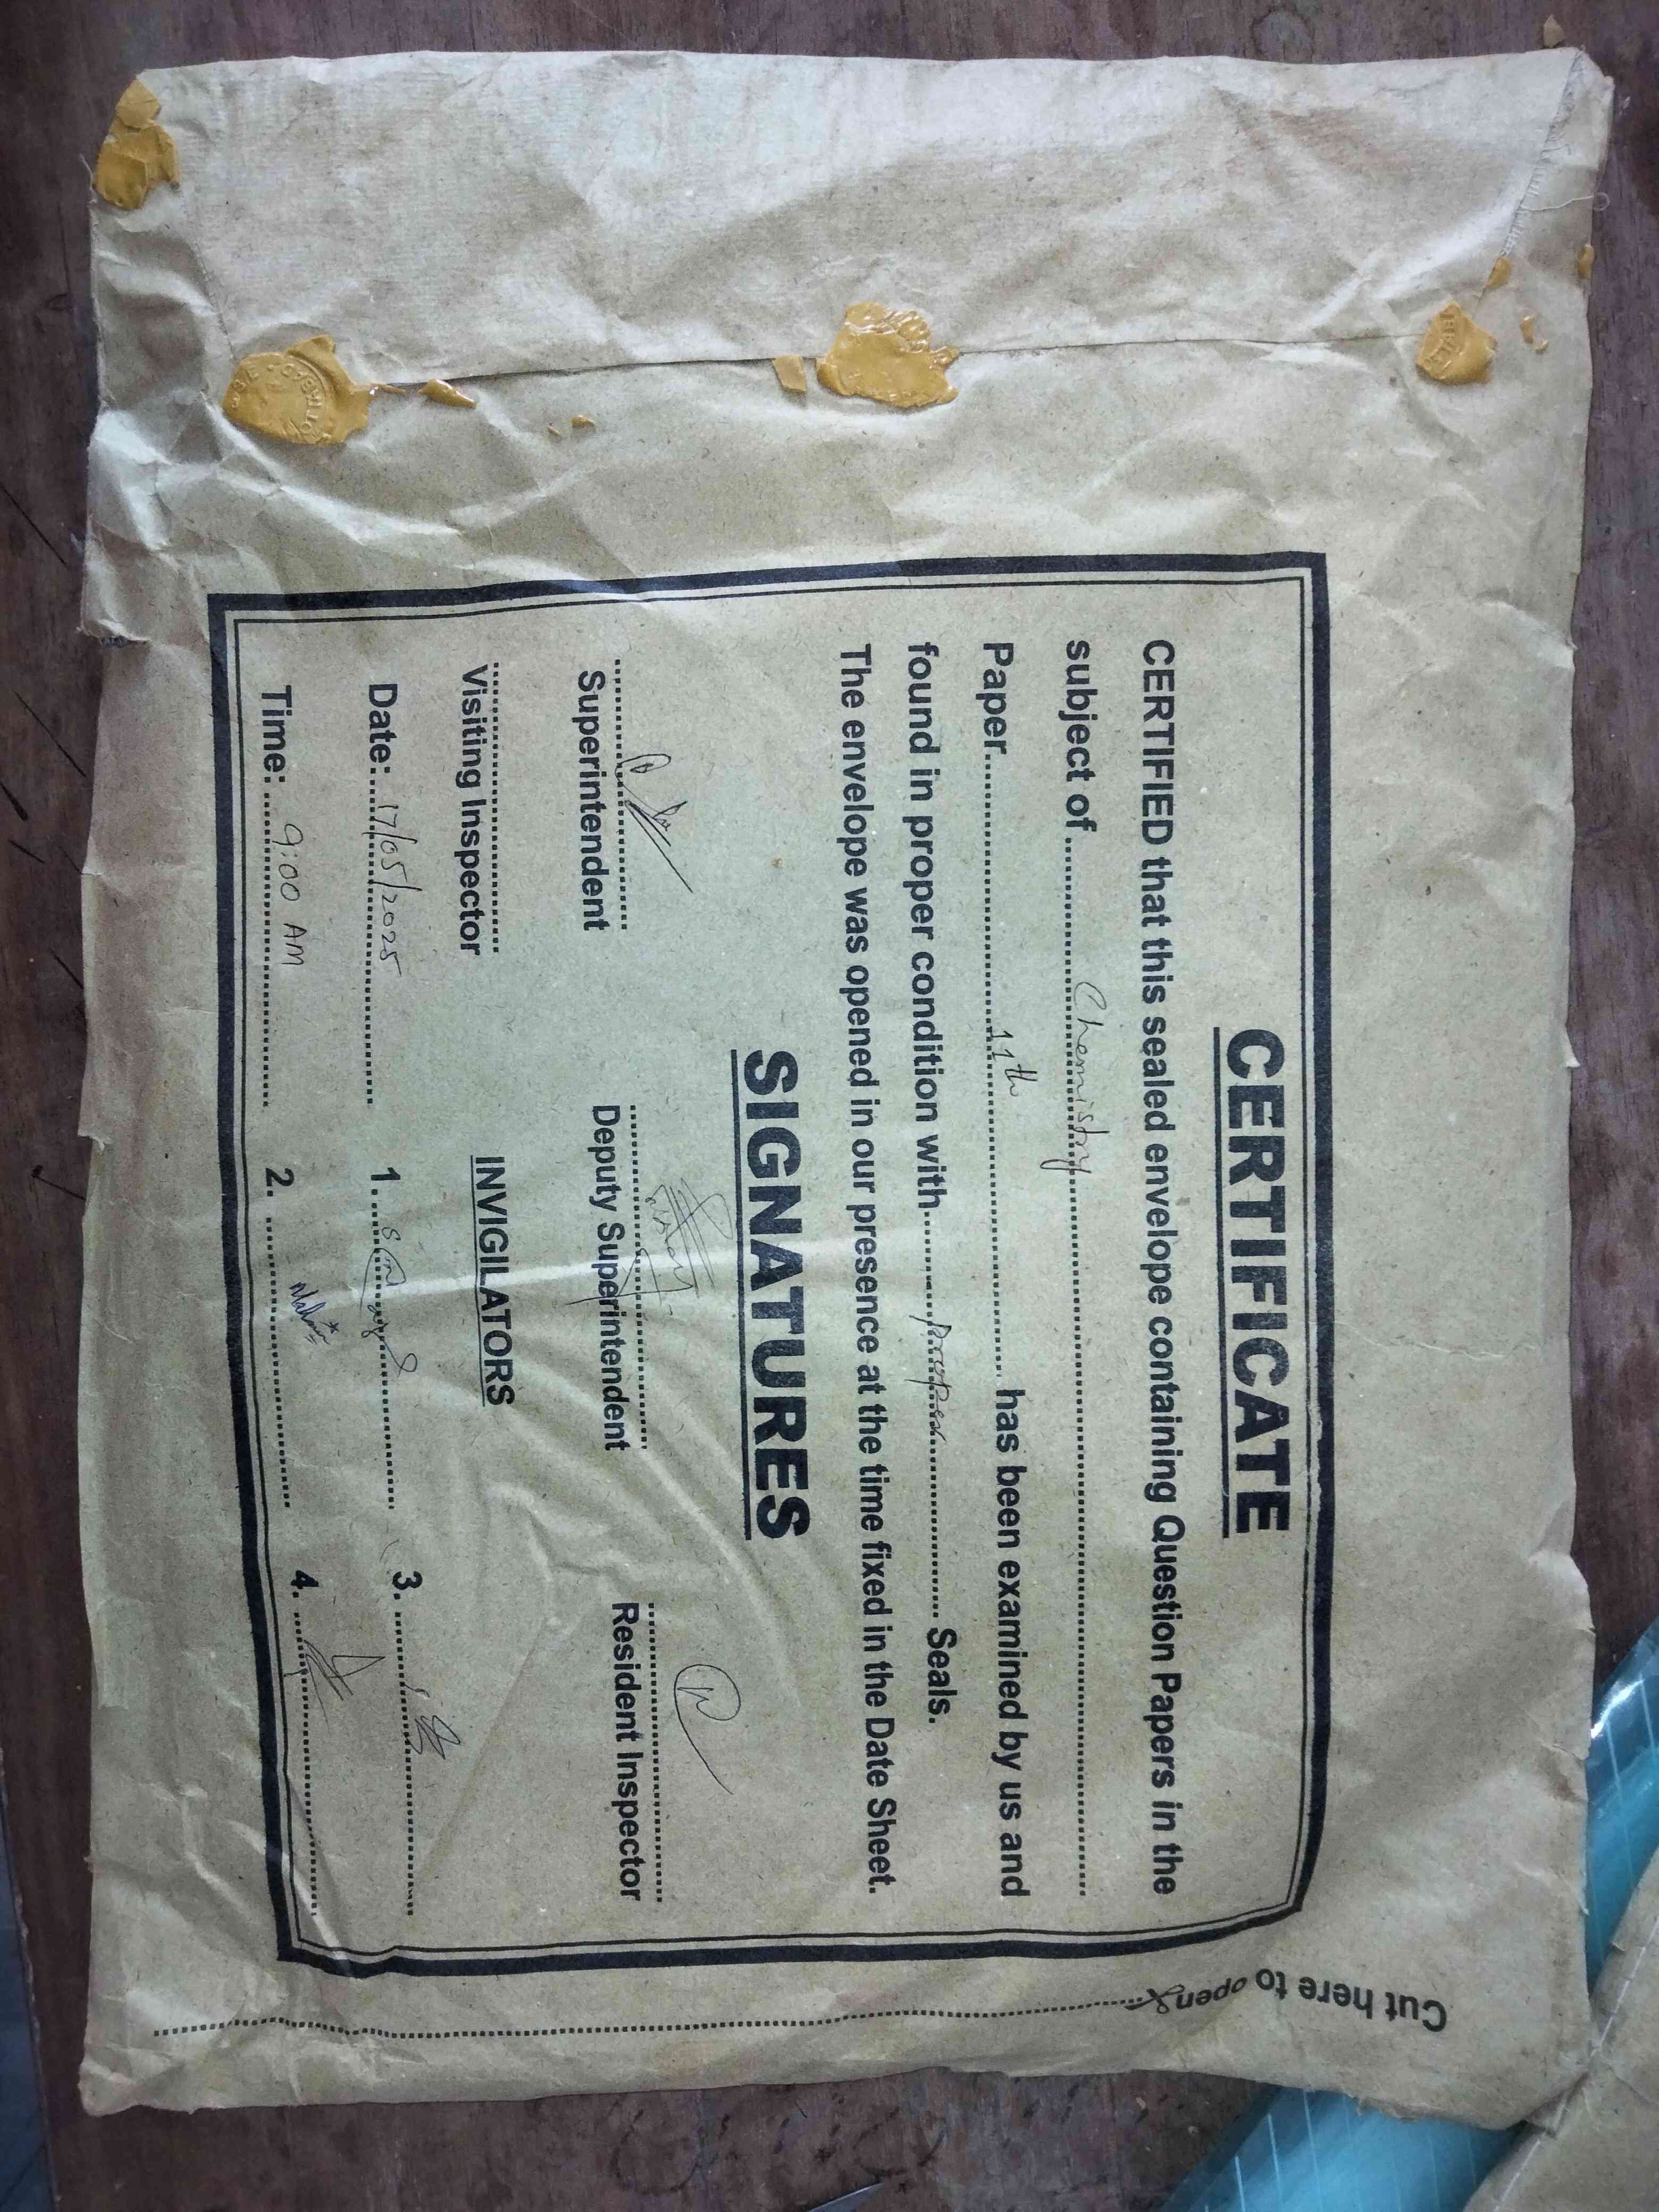 CERTIFICATE
CERTIFIED that this sealed envelope containing Question Papers in the
subject of Chemistry
Paper 11th has been examined by us and
found in proper condition with Proper Seals.
The envelope was opened in our presence at the time fixed in the Date Sheet.
SIGNATURES
Superintendent Deputy Superintendent Resident Inspector
Visiting Inspector INVIGILATORS
Date: 17/05/2025 1. 3.
Time: 9:00 AM 2. 4.
Cut here to open